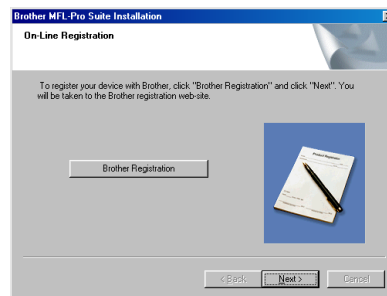 Brother MFL-Pro Suite Installation
On-Line Registration
To register your device with Brother, click "Brother Registration" and click "Next". You
will be taken to the Brother registration web-site.
Product Registration
Brother Registration
< Back
Next >
Cancel